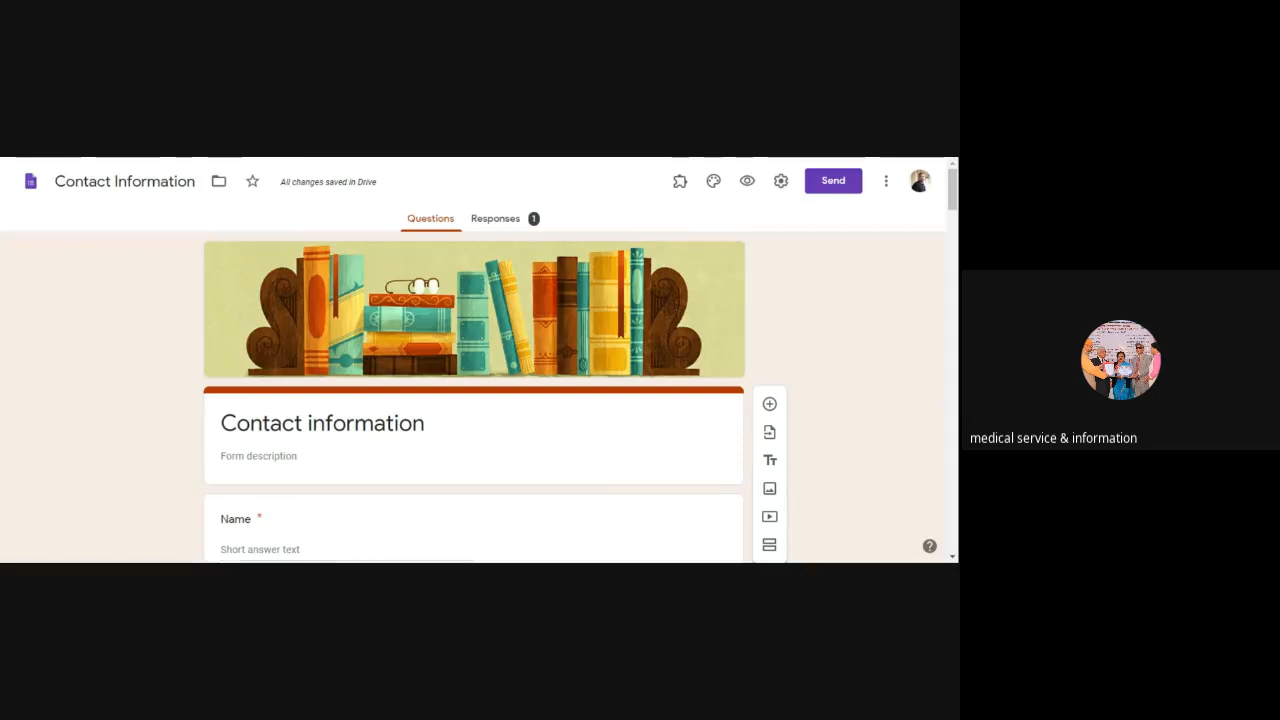 Contact Information
All changes saved in Drive
Send
Questions
Responses 1
Contact information
Form description
Name *
Short answer text
medical service & information